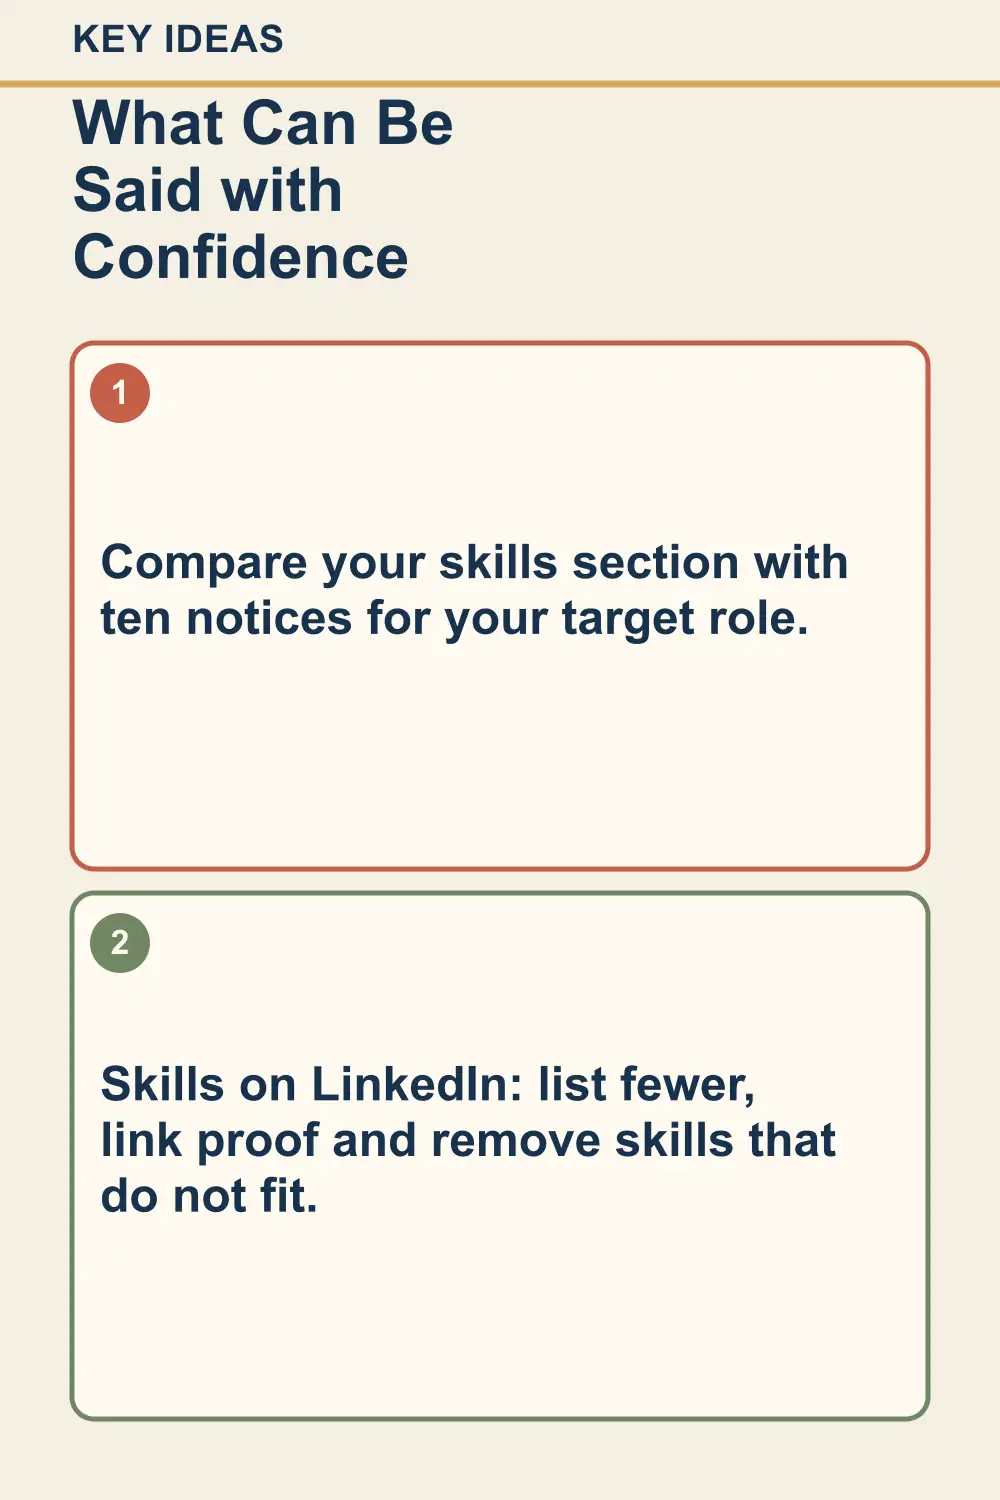 KEY IDEAS
What Can Be
Said with
Confidence
1
Compare your skills section with
ten notices for your target role.
2
Skills on LinkedIn: list fewer,
link proof and remove skills that
do not fit.